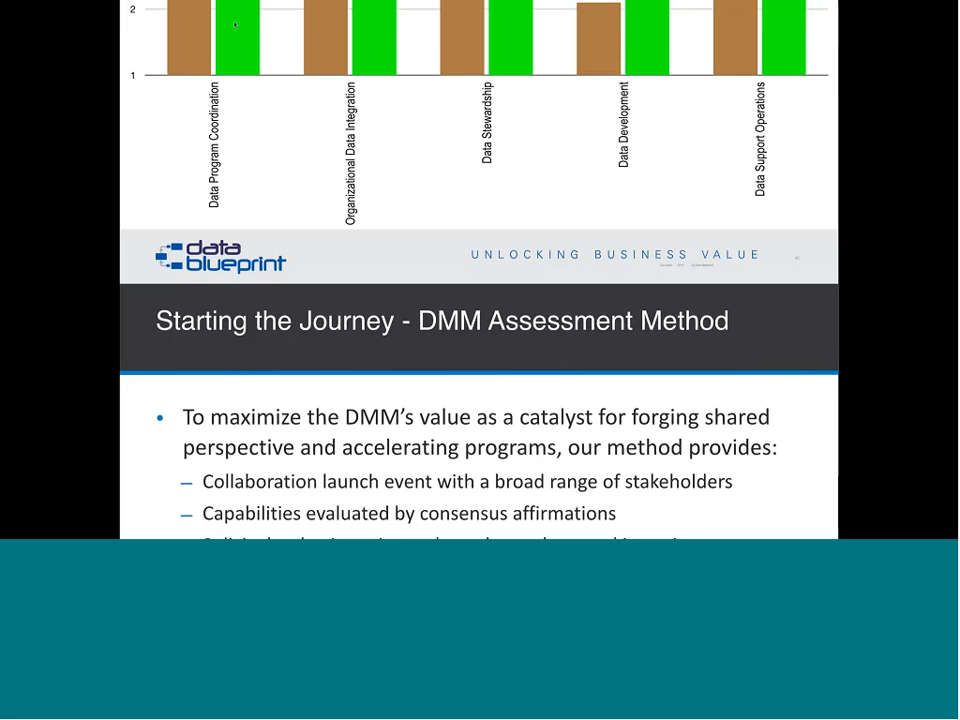 2
1
Data Program Coordination
Organizational Data Integration
Data Stewardship
Data Development
Data Support Operations
data
blueprint
UNLOCKING BUSINESS VALUE
Starting the Journey - DMM Assessment Method
• To maximize the DMM’s value as a catalyst for forging shared
perspective and accelerating programs, our method provides:
– Collaboration launch event with a broad range of stakeholders
– Capabilities evaluated by consensus affirmations